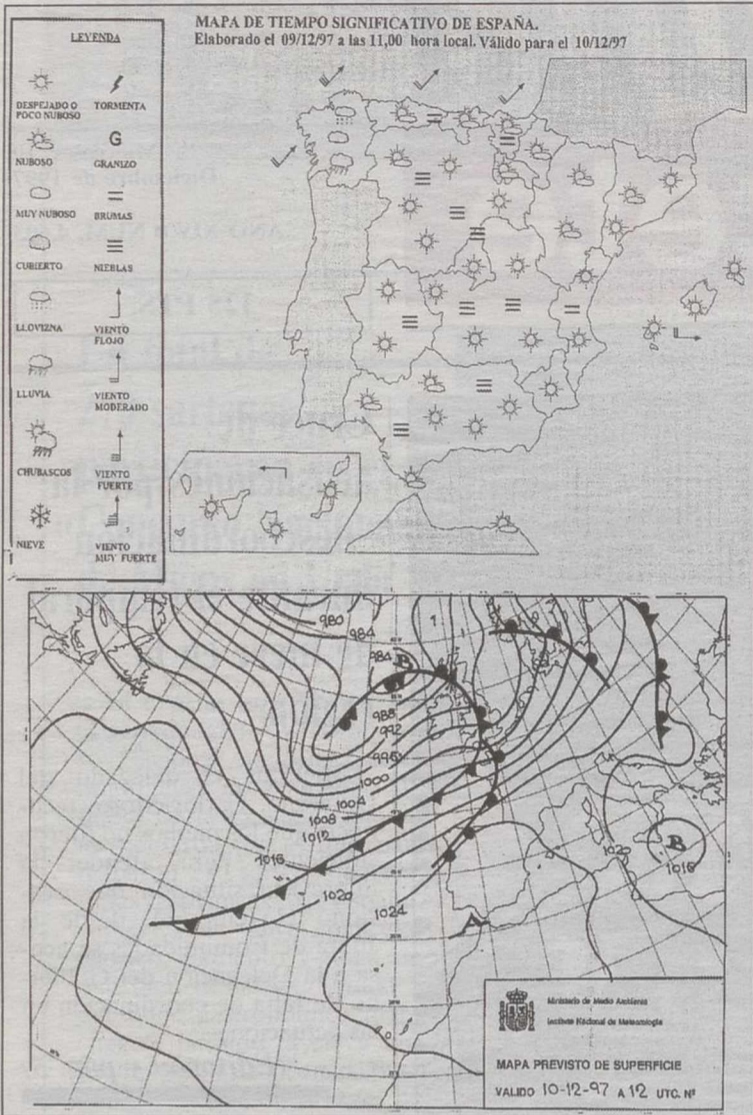 MAPA DE TIEMPO SIGNIFICATIVO DE ESPAÑA.
Elaborado el 09/12/97 a las 11,00 hora local. Válido para el 10/12/97
LEYENDA
DESPEJADO O POCO NUBOSO
TORMENTA
NUBOSO
G
GRANIZO
MUY NUBOSO
BRUMAS
CUBIERTO
NIEBLAS
LLOVIZNA
VIENTO FLOJO
LLUVIA
VIENTO MODERADO
CHUBASCOS
VIENTO FUERTE
NIEVE
VIENTO MUY FUERTE
980
984
984
B
988
992
996
1000
1004
1008
1012
1016
1020
1024
A
1020
B
1016
Ministerio de Medio Ambiente
Instituto Nacional de Meteorología
MAPA PREVISTO DE SUPERFICIE
VALIDO 10-12-97 A 12 UTC. Nº